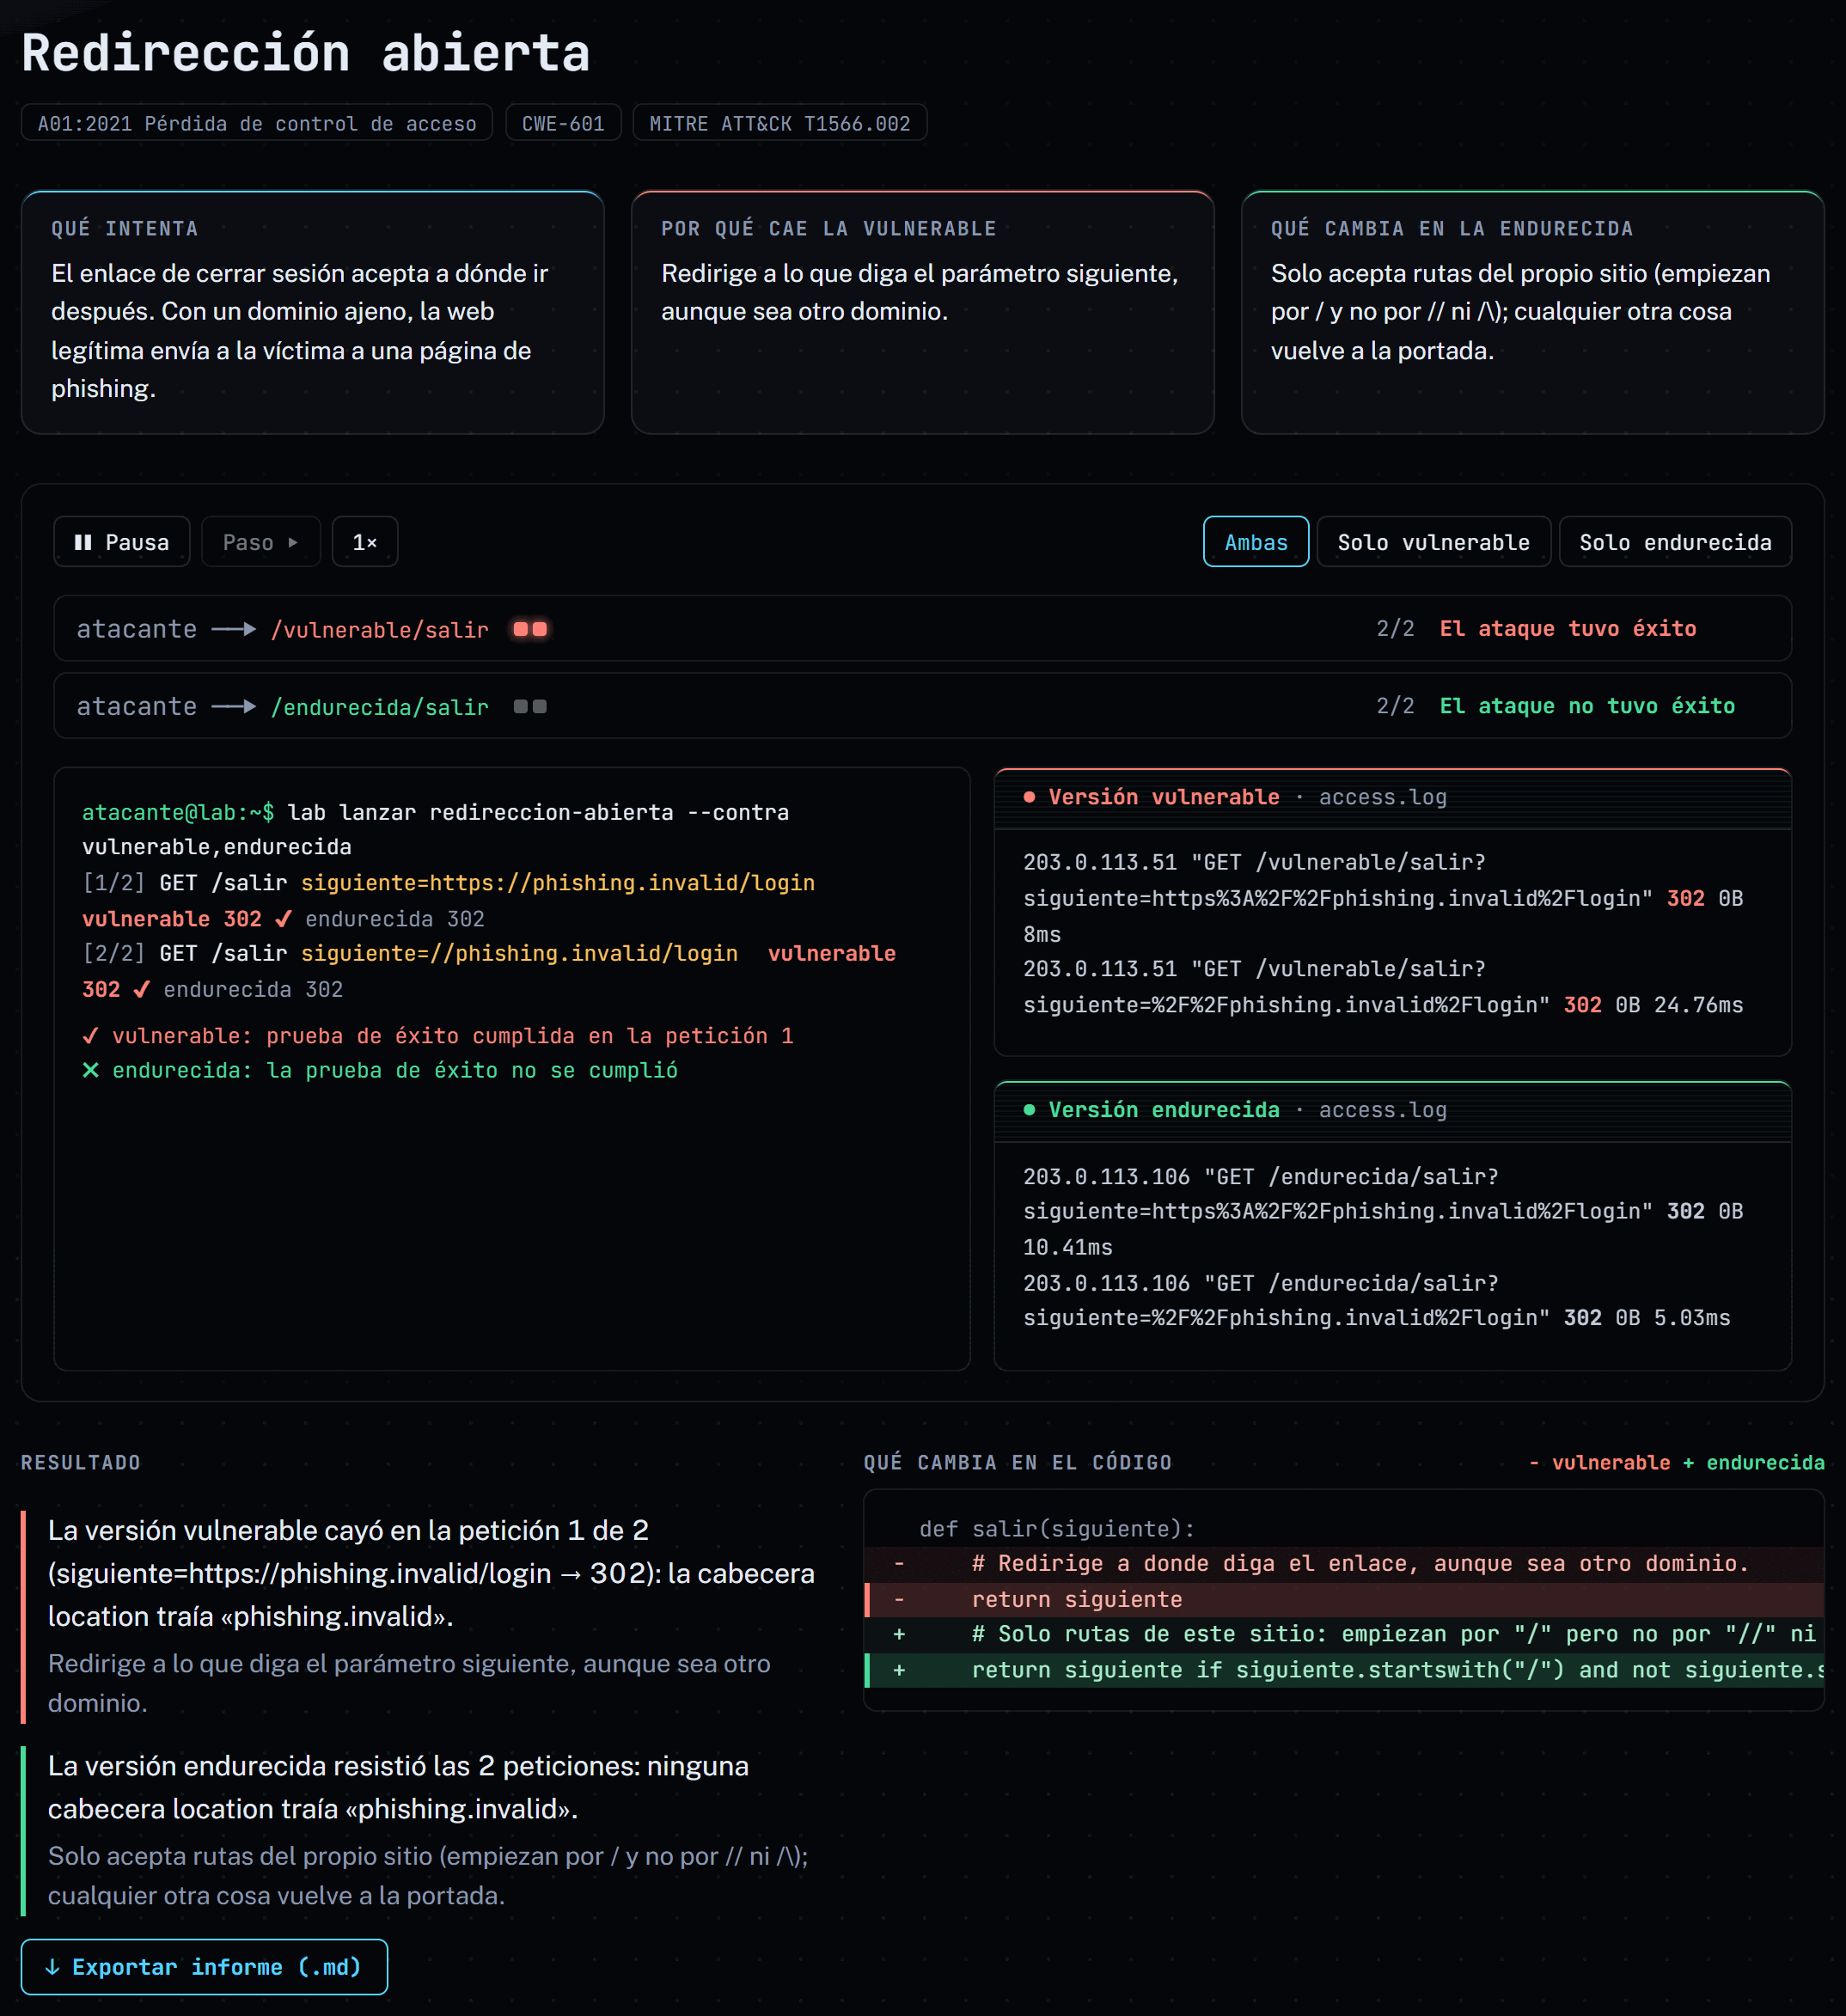 Redirección abierta
A01:2021 Pérdida de control de acceso
CWE-601
MITRE ATT&CK T1566.002
QUÉ INTENTA
El enlace de cerrar sesión acepta a dónde ir
después. Con un dominio ajeno, la web
legítima envía a la víctima a una página de
phishing.
POR QUÉ CAE LA VULNERABLE
Redirige a lo que diga el parámetro siguiente,
aunque sea otro dominio.
QUÉ CAMBIA EN LA ENDURECIDA
Solo acepta rutas del propio sitio (empiezan
por / y no por // ni /\); cualquier otra cosa
vuelve a la portada.
Pausa
Paso ▸
1×
Ambas
Solo vulnerable
Solo endurecida
atacante ──▶ /vulnerable/salir
2/2 El ataque tuvo éxito
atacante ──▶ /endurecida/salir
2/2 El ataque no tuvo éxito
atacante@lab:~$ lab lanzar redireccion-abierta --contra
vulnerable,endurecida
[1/2] GET /salir siguiente=https://phishing.invalid/login
vulnerable 302 ✔ endurecida 302
[2/2] GET /salir siguiente=//phishing.invalid/login vulnerable
302 ✔ endurecida 302
✓ vulnerable: prueba de éxito cumplida en la petición 1
✕ endurecida: la prueba de éxito no se cumplió
● Versión vulnerable · access.log
203.0.113.51 "GET /vulnerable/salir?
siguiente=https%3A%2F%2Fphishing.invalid%2Flogin" 302 0B
8ms
203.0.113.51 "GET /vulnerable/salir?
siguiente=%2F%2Fphishing.invalid%2Flogin" 302 0B 24.76ms
● Versión endurecida · access.log
203.0.113.106 "GET /endurecida/salir?
siguiente=https%3A%2F%2Fphishing.invalid%2Flogin" 302 0B
10.41ms
203.0.113.106 "GET /endurecida/salir?
siguiente=%2F%2Fphishing.invalid%2Flogin" 302 0B 5.03ms
RESULTADO
La versión vulnerable cayó en la petición 1 de 2
(siguiente=https://phishing.invalid/login → 302): la cabecera
location traía «phishing.invalid».
Redirige a lo que diga el parámetro siguiente, aunque sea otro
dominio.
La versión endurecida resistió las 2 peticiones: ninguna
cabecera location traía «phishing.invalid».
Solo acepta rutas del propio sitio (empiezan por / y no por // ni /\);
cualquier otra cosa vuelve a la portada.
↓ Exportar informe (.md)
QUÉ CAMBIA EN EL CÓDIGO
- vulnerable + endurecida
def salir(siguiente):
- # Redirige a donde diga el enlace, aunque sea otro dominio.
- return siguiente
+ # Solo rutas de este sitio: empiezan por "/" pero no por "//" ni
+ return siguiente if siguiente.startswith("/") and not siguiente.s